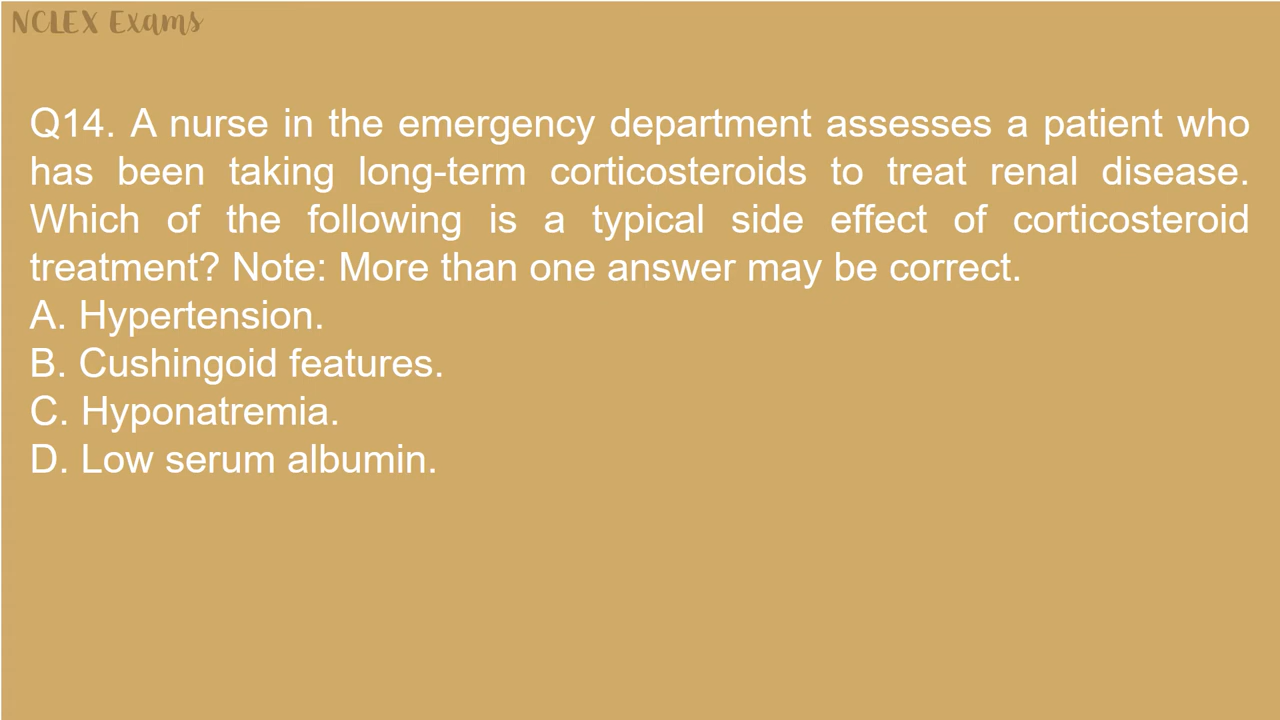 NCLEX Exams
Q14. A nurse in the emergency department assesses a patient who
has been taking long-term corticosteroids to treat renal disease.
Which of the following is a typical side effect of corticosteroid
treatment? Note: More than one answer may be correct.
A. Hypertension.
B. Cushingoid features.
C. Hyponatremia.
D. Low serum albumin.